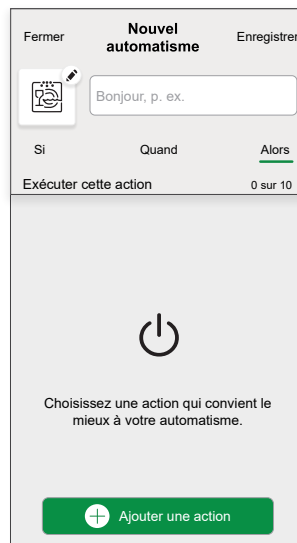 Fermer
Nouvel
automatisme
Enregistrer
Bonjour, p. ex.
Si
Quand
Alors
Exécuter cette action
0 sur 10
Choisissez une action qui convient le
mieux à votre automatisme.
Ajouter une action